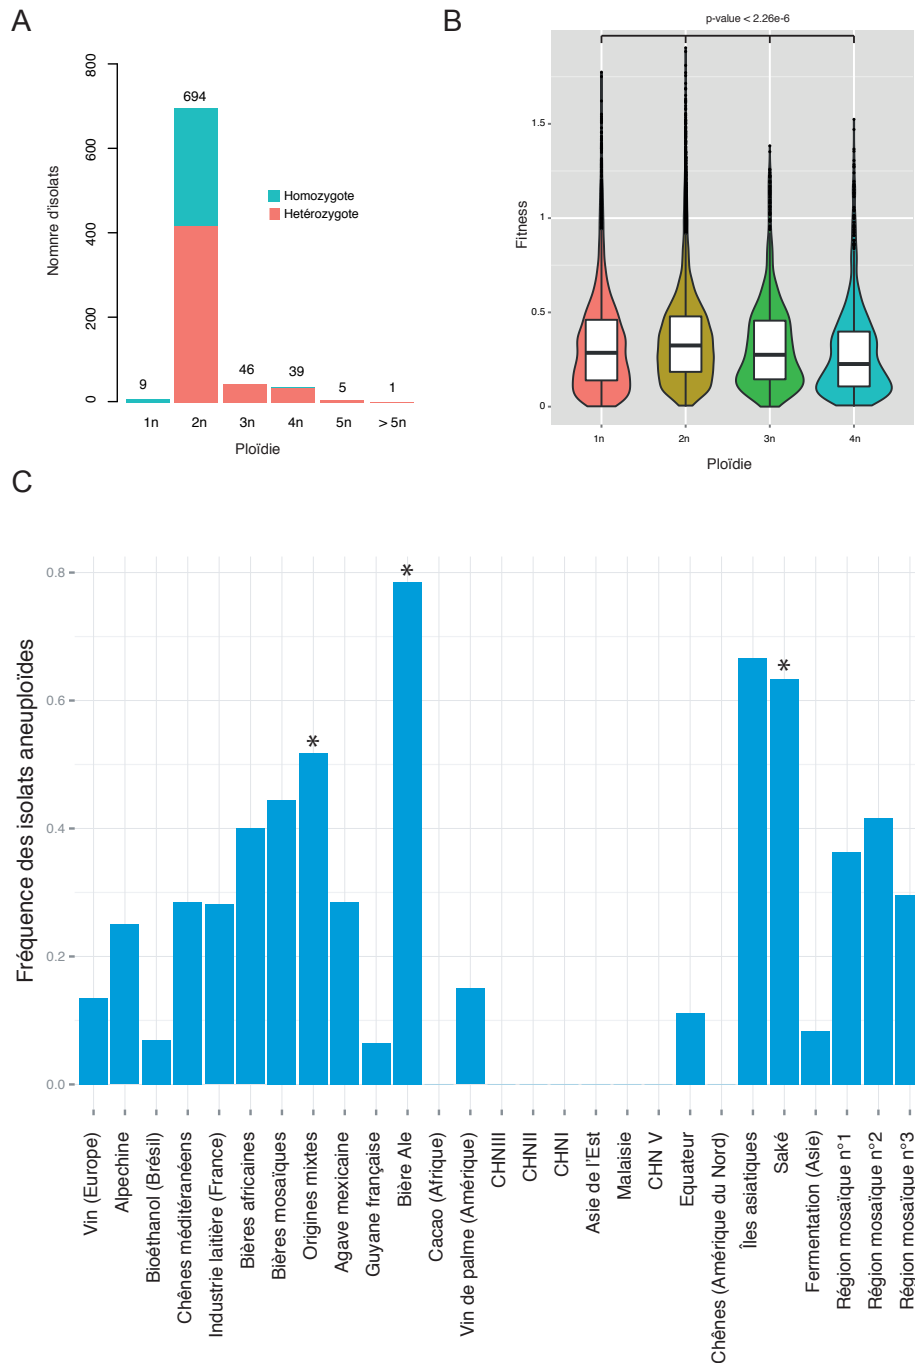 A
800
600
400
200
0
Nomnre d'isolats
9
694
46
39
5
1
Homozygote
Hetérozygote
1n
2n
3n
4n
5n
> 5n
Ploïdie
B
p-value < 2.26e-6
1.5
1
0.5
0
Fitness
1n
2n
3n
4n
Ploïdie
C
0.8
0.6
0.4
0.2
0.0
Fréquence des isolats aneuploïdes
*
*
*
Vin (Europe)
Alpechine
Bioéthanol (Brésil)
Chênes méditéranéens
Industrie laitière (France)
Bières africaines
Bières mosaïques
Origines mixtes
Agave mexicaine
Guyane française
Bière Ale
Cacao (Afrique)
Vin de palme (Amérique)
CHNIII
CHNII
CHNI
Asie de l'Est
Malaisie
CHN V
Equateur
Chênes (Amérique du Nord)
Îles asiatiques
Saké
Fermentation (Asie)
Région mosaïque n°1
Région mosaïque n°2
Région mosaïque n°3